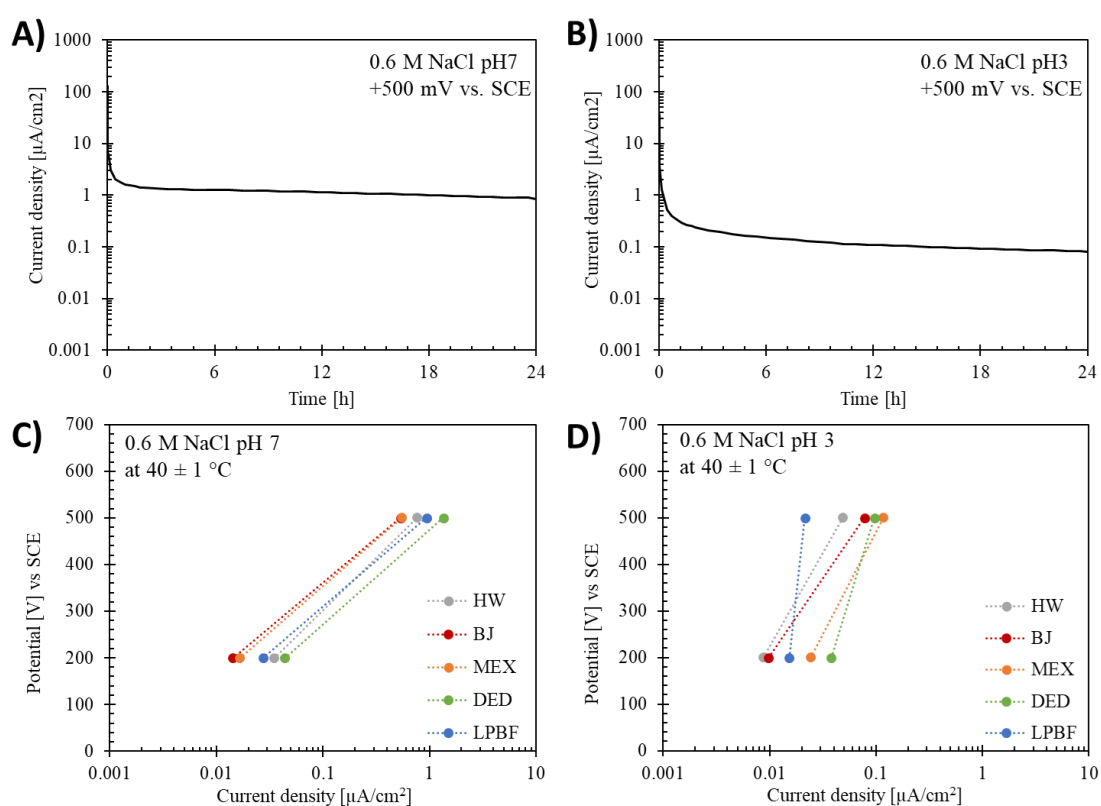 A)
1000
100
10
1
0.1
0.01
0.001
Current density [µA/cm2]
0.6 M NaCl pH7
+500 mV vs. SCE
0
6
12
18
24
Time [h]
B)
1000
100
10
1
0.1
0.01
0.001
Current density [µA/cm2]
0.6 M NaCl pH3
+500 mV vs. SCE
0
6
12
18
24
Time [h]
C)
700
600
500
400
300
200
100
0
Potential [V] vs SCE
0.6 M NaCl pH 7
at 40 ± 1 °C
HW
BJ
MEX
DED
LPBF
0.001
0.01
0.1
1
10
Current density [µA/cm²]
D)
700
600
500
400
300
200
100
0
Potential [V] vs SCE
0.6 M NaCl pH 3
at 40 ± 1 °C
HW
BJ
MEX
DED
LPBF
0.001
0.01
0.1
1
10
Current density [µA/cm²]